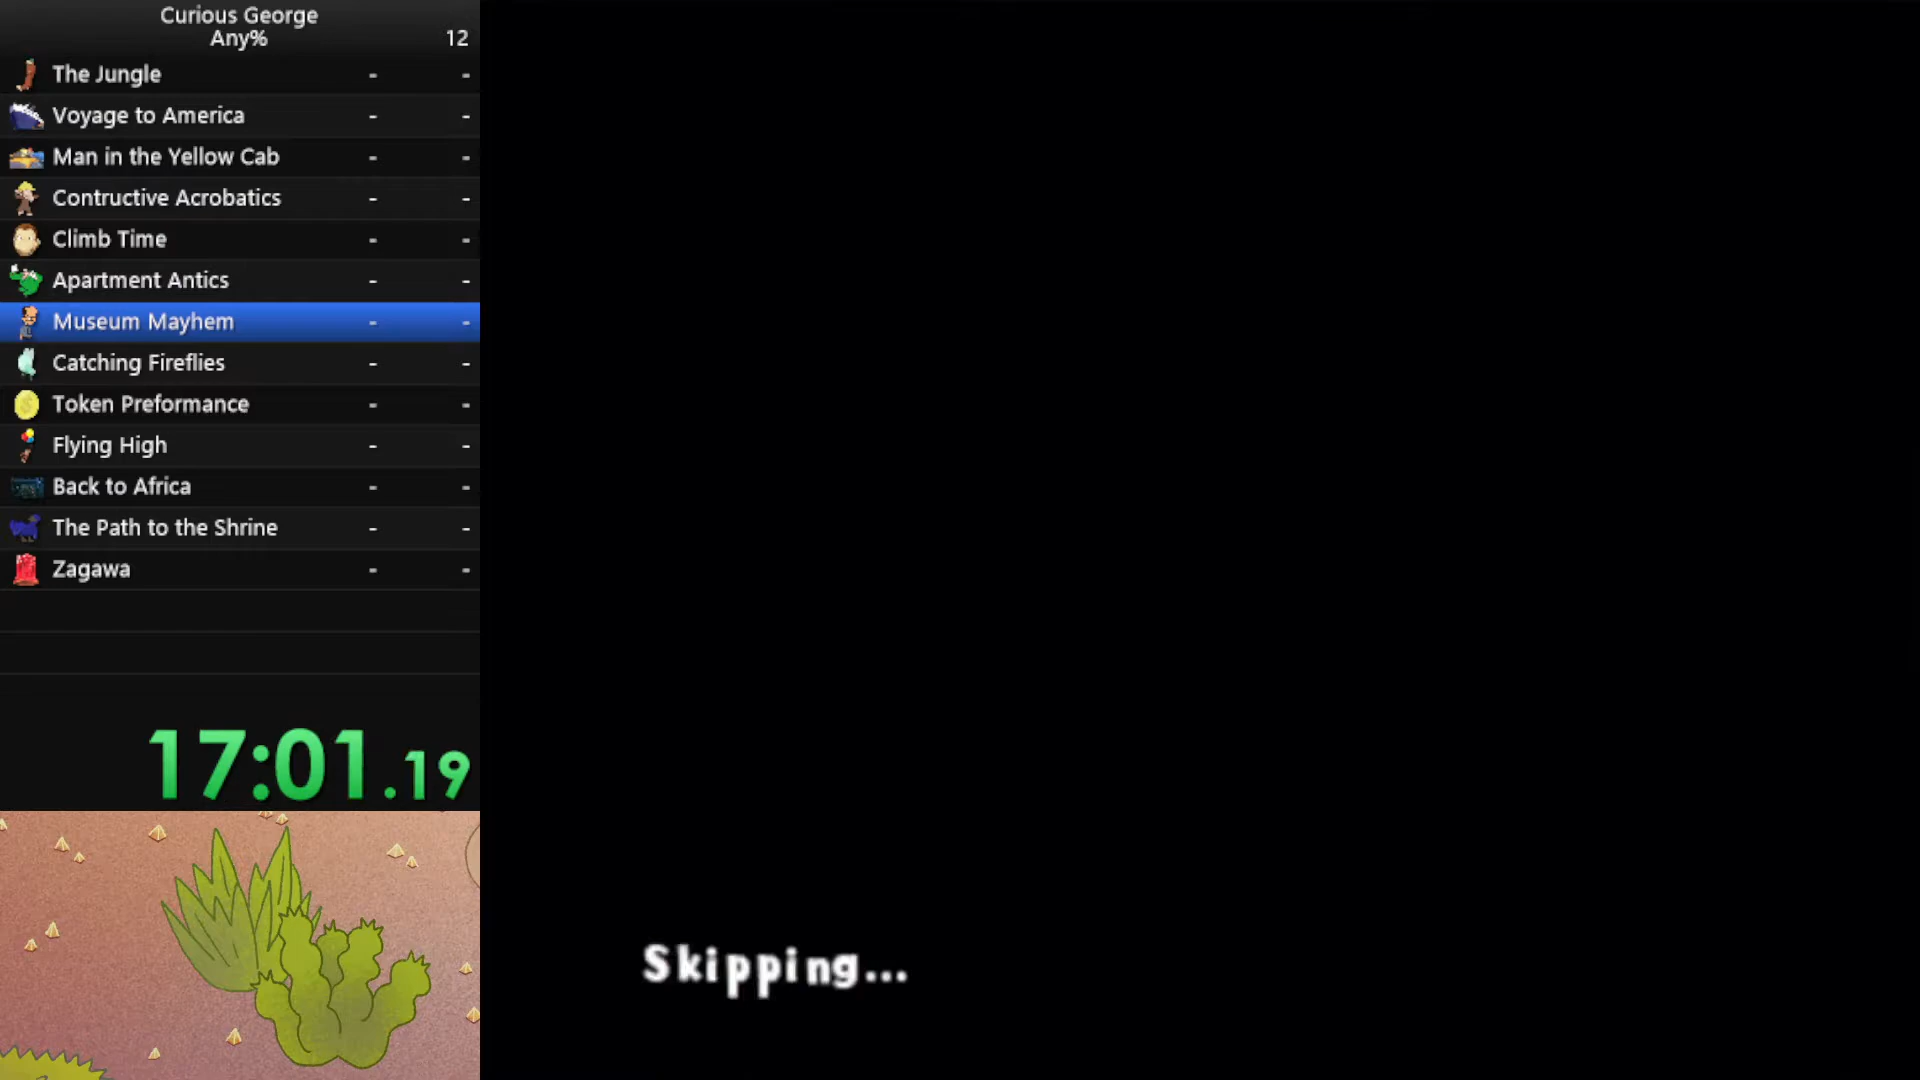 Curious George
Any%
12
The Jungle - -
Voyage to America - -
Man in the Yellow Cab - -
Contructive Acrobatics - -
Climb Time - -
Apartment Antics - -
Museum Mayhem - -
Catching Fireflies - -
Token Preformance - -
Flying High - -
Back to Africa - -
The Path to the Shrine - -
Zagawa - -
17:01.19
Skipping...